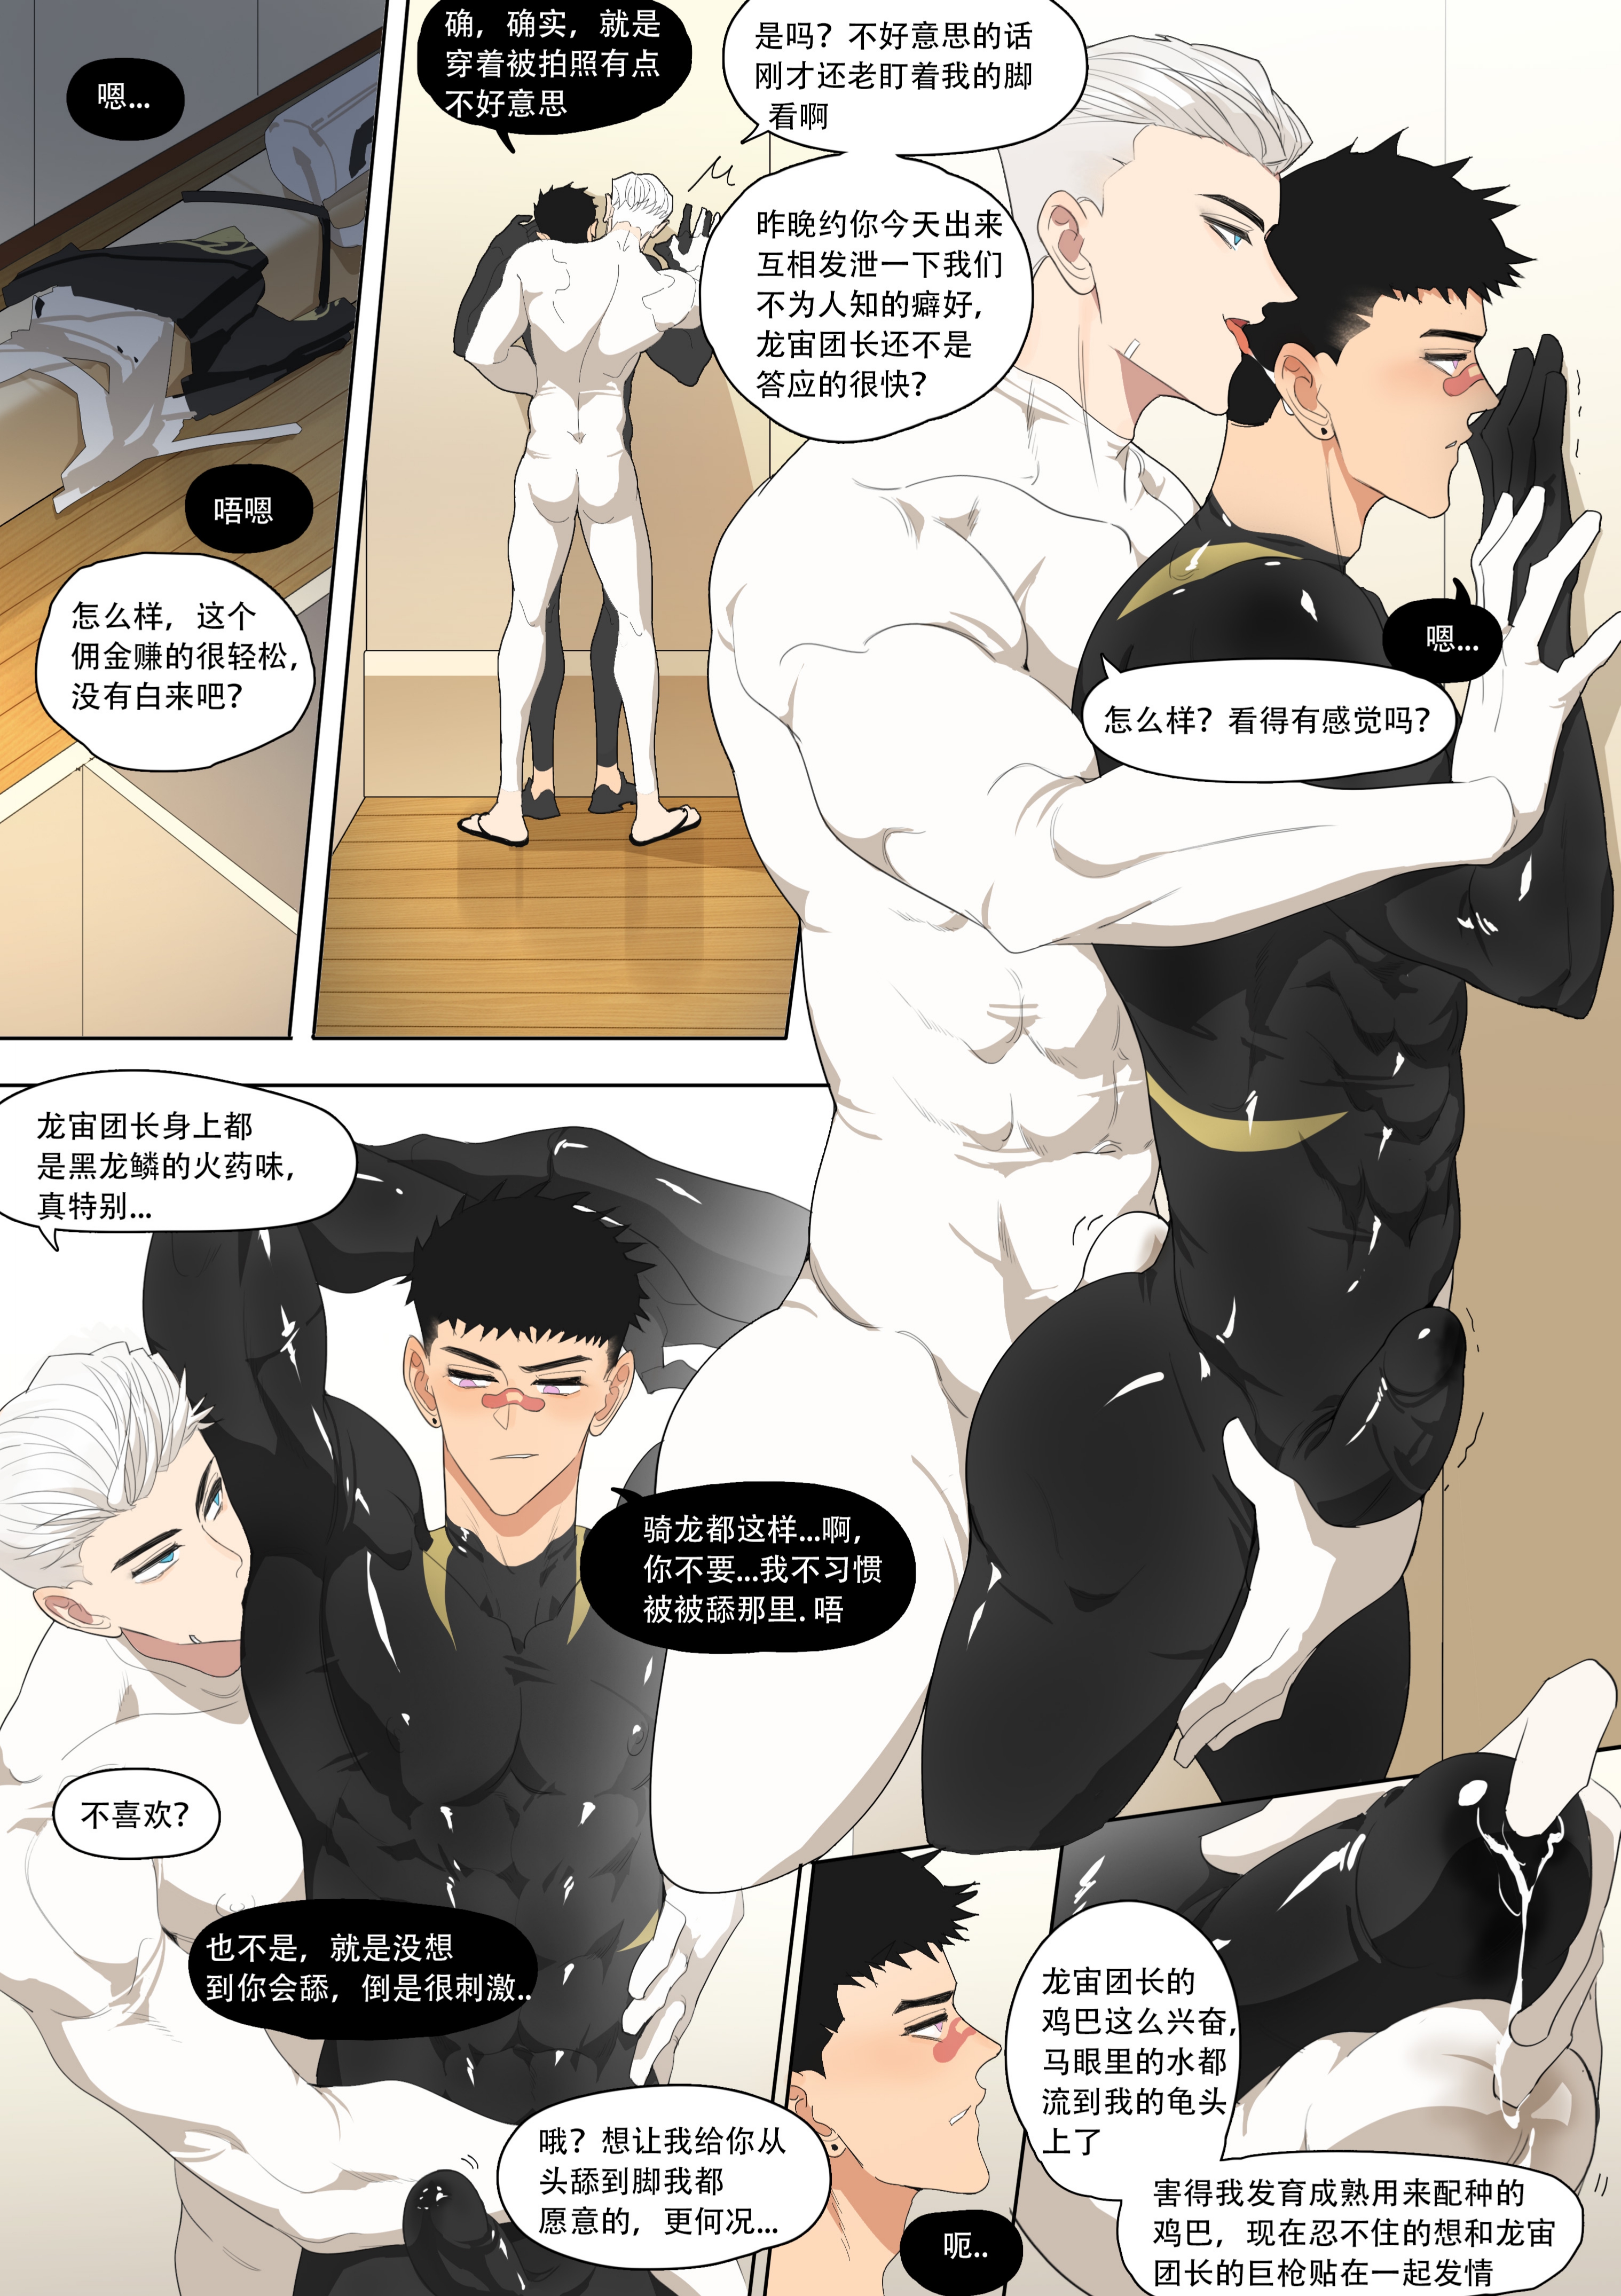 嗯...
唔嗯
怎么样，这个
佣金赚的很轻松，
没有白来吧？
确，确实，就是
穿着被拍照有点
不好意思
是吗？不好意思的话
刚才还老盯着我的脚
看啊
昨晚约你今天出来
互相发泄一下我们
不为人知的癖好，
龙宙团长还不是
答应的很快？
嗯...
怎么样？看得有感觉吗？
龙宙团长身上都
是黑龙鳞的火药味，
真特别...
骑龙都这样...啊，
你不要...我不习惯
被被舔那里.唔
不喜欢？
也不是，就是没想
到你会舔，倒是很刺激..
哦？想让我给你从
头舔到脚我都
愿意的，更何况...
呃..
龙宙团长的
鸡巴这么兴奋，
马眼里的水都
流到我的龟头
上了
害得我发育成熟用来配种的
鸡巴，现在忍不住的想和龙宙
团长的巨枪贴在一起发情